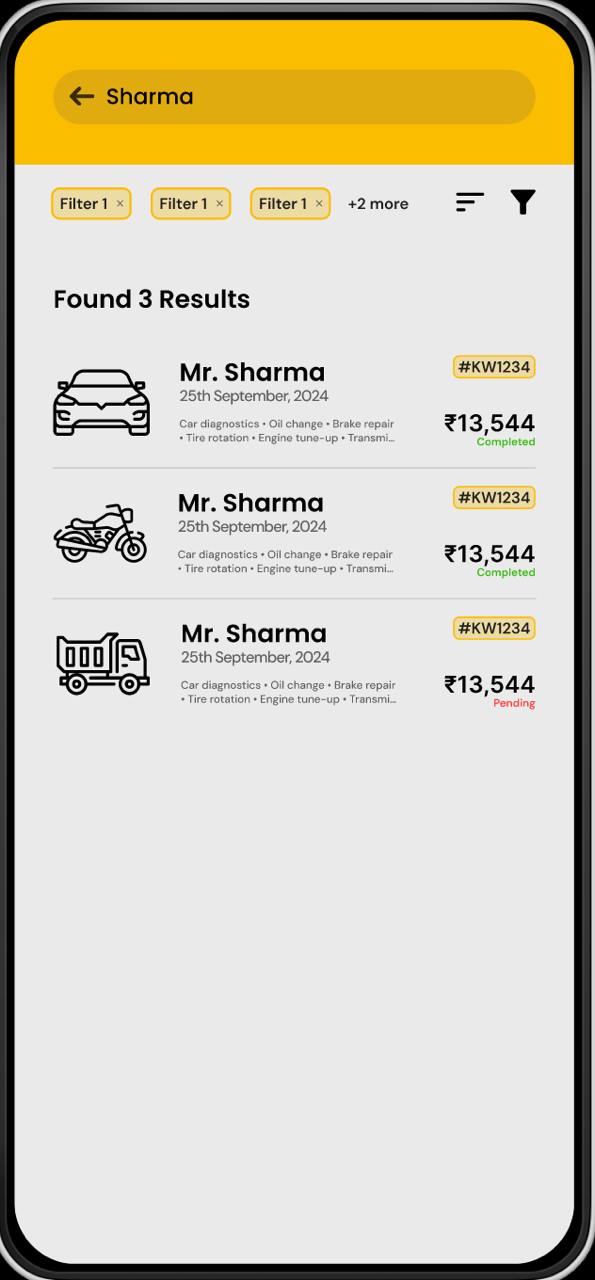 Sharma
Filter 1 × Filter 1 × Filter 1 × +2 more
Found 3 Results
Mr. Sharma
#KW1234
25th September, 2024
Car diagnostics • Oil change • Brake repair
• Tire rotation • Engine tune-up • Transmi...
₹13,544
Completed
Mr. Sharma
#KW1234
25th September, 2024
Car diagnostics • Oil change • Brake repair
• Tire rotation • Engine tune-up • Transmi...
₹13,544
Completed
Mr. Sharma
#KW1234
25th September, 2024
Car diagnostics • Oil change • Brake repair
• Tire rotation • Engine tune-up • Transmi...
₹13,544
Pending